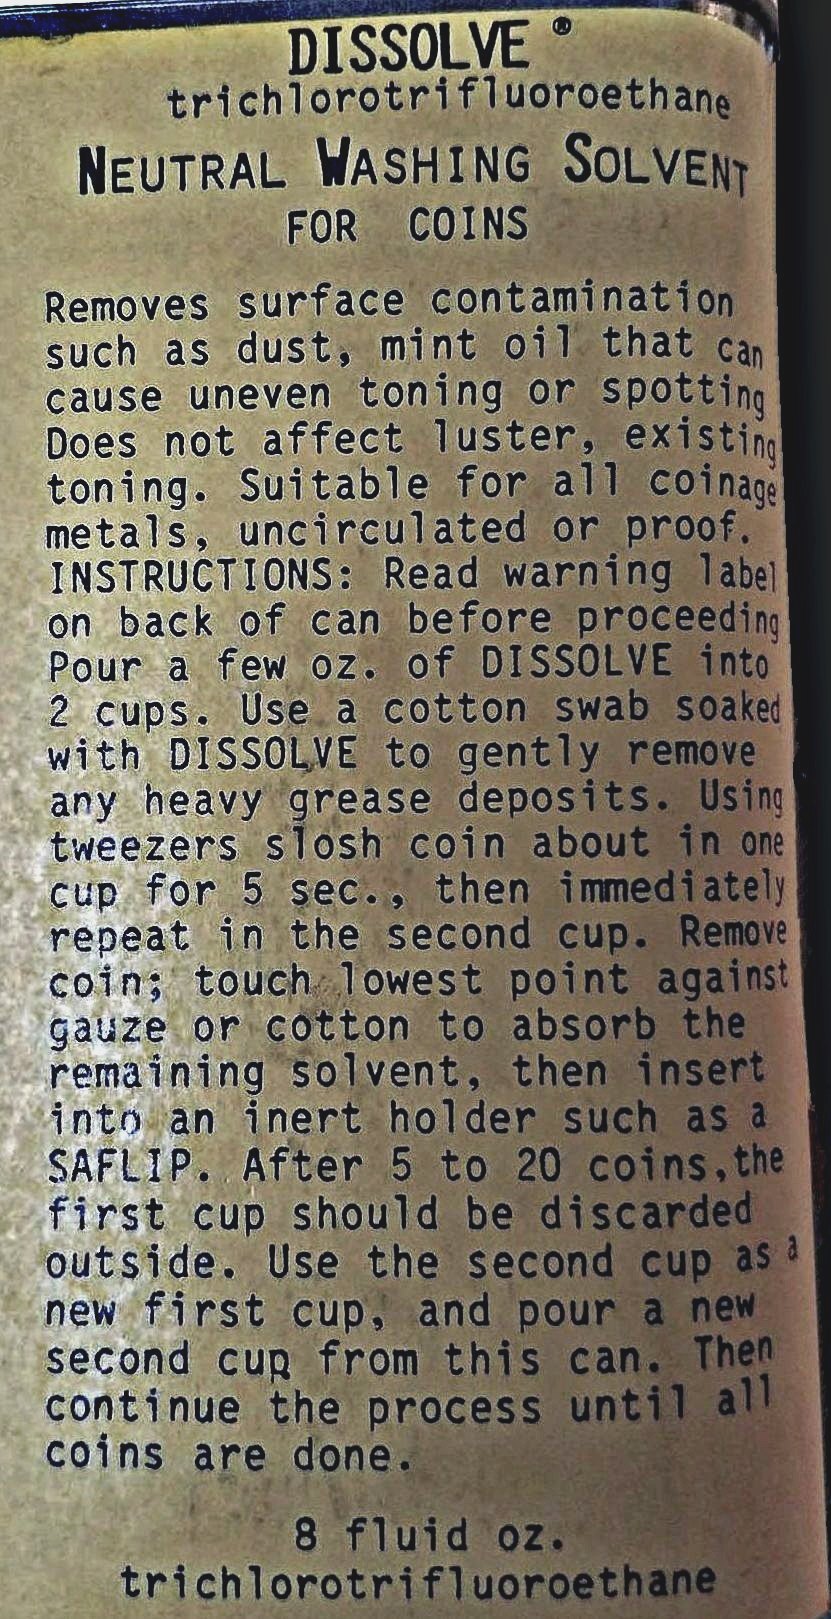 DISSOLVE ®
trichlorotrifluoroethane
NEUTRAL WASHING SOLVENT
FOR COINS
Removes surface contamination
such as dust, mint oil that can
cause uneven toning or spotting
Does not affect luster, existing
toning. Suitable for all coinage
metals, uncirculated or proof.
INSTRUCTIONS: Read warning label
on back of can before proceeding
Pour a few oz. of DISSOLVE into
2 cups. Use a cotton swab soaked
with DISSOLVE to gently remove
any heavy grease deposits. Using
tweezers slosh coin about in one
cup for 5 sec., then immediately
repeat in the second cup. Remove
coin; touch lowest point against
gauze or cotton to absorb the
remaining solvent, then insert
into an inert holder such as a
SAFLIP. After 5 to 20 coins,the
first cup should be discarded
outside. Use the second cup as a
new first cup, and pour a new
second cup from this can. Then
continue the process until all
coins are done.
8 fluid oz.
trichlorotrifluoroethane